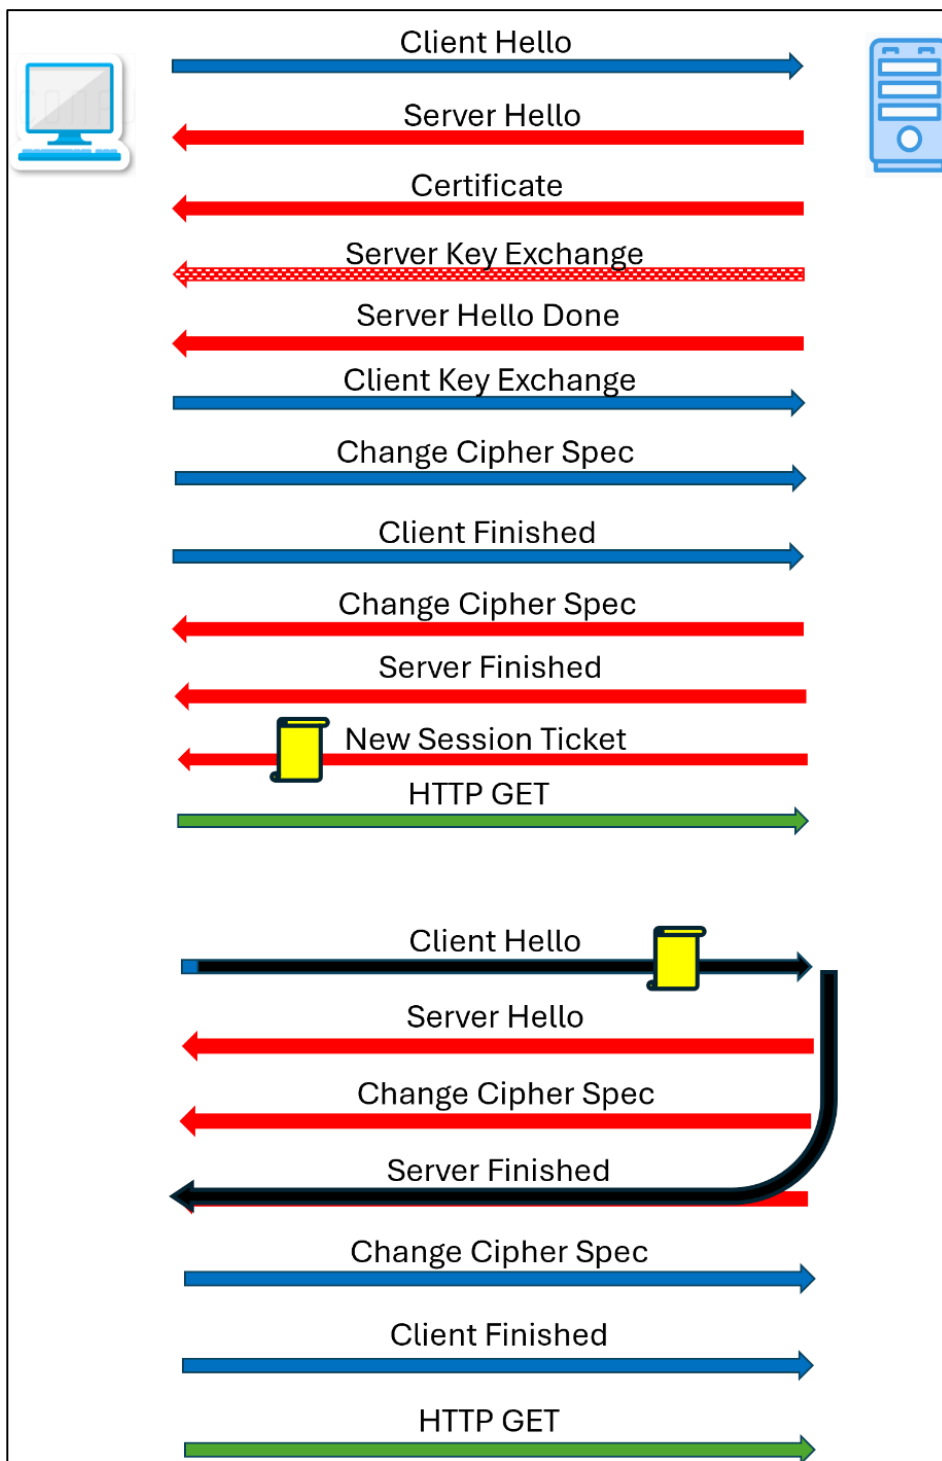 Client Hello
Server Hello
Certificate
Server Key Exchange
Server Hello Done
Client Key Exchange
Change Cipher Spec
Client Finished
Change Cipher Spec
Server Finished
New Session Ticket
HTTP GET
Client Hello
Server Hello
Change Cipher Spec
Server Finished
Change Cipher Spec
Client Finished
HTTP GET